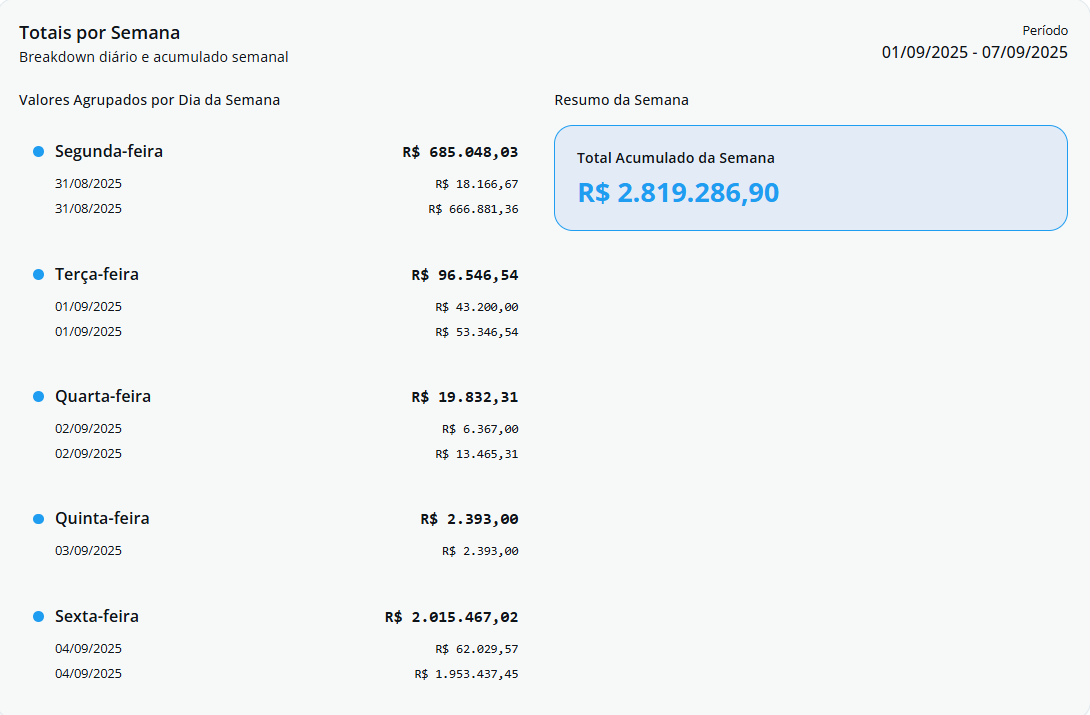 Totais por Semana
Breakdown diário e acumulado semanal
Período
01/09/2025 - 07/09/2025
Valores Agrupados por Dia da Semana
Segunda-feira R$ 685.048,03
31/08/2025 R$ 18.166,67
31/08/2025 R$ 666.881,36
Terça-feira R$ 96.546,54
01/09/2025 R$ 43.200,00
01/09/2025 R$ 53.346,54
Quarta-feira R$ 19.832,31
02/09/2025 R$ 6.367,00
02/09/2025 R$ 13.465,31
Quinta-feira R$ 2.393,00
03/09/2025 R$ 2.393,00
Sexta-feira R$ 2.015.467,02
04/09/2025 R$ 62.029,57
04/09/2025 R$ 1.953.437,45
Resumo da Semana
Total Acumulado da Semana
R$ 2.819.286,90